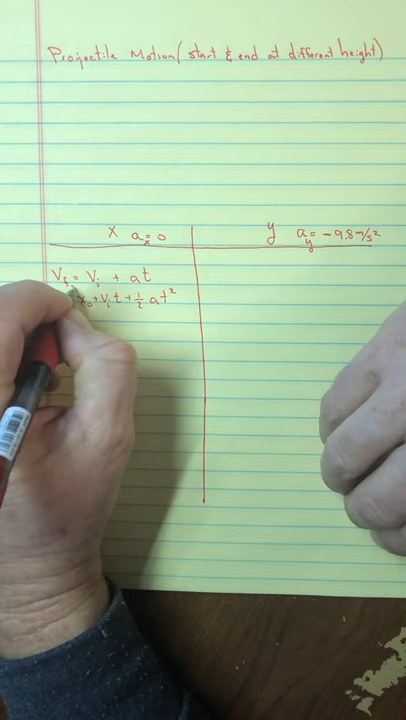 Projectile Motion (start & end at different height)
x aₓ = 0
y a_y = -9.8 m/s²
V_f = V_i + at
x₀ + V_i t + ½ at²